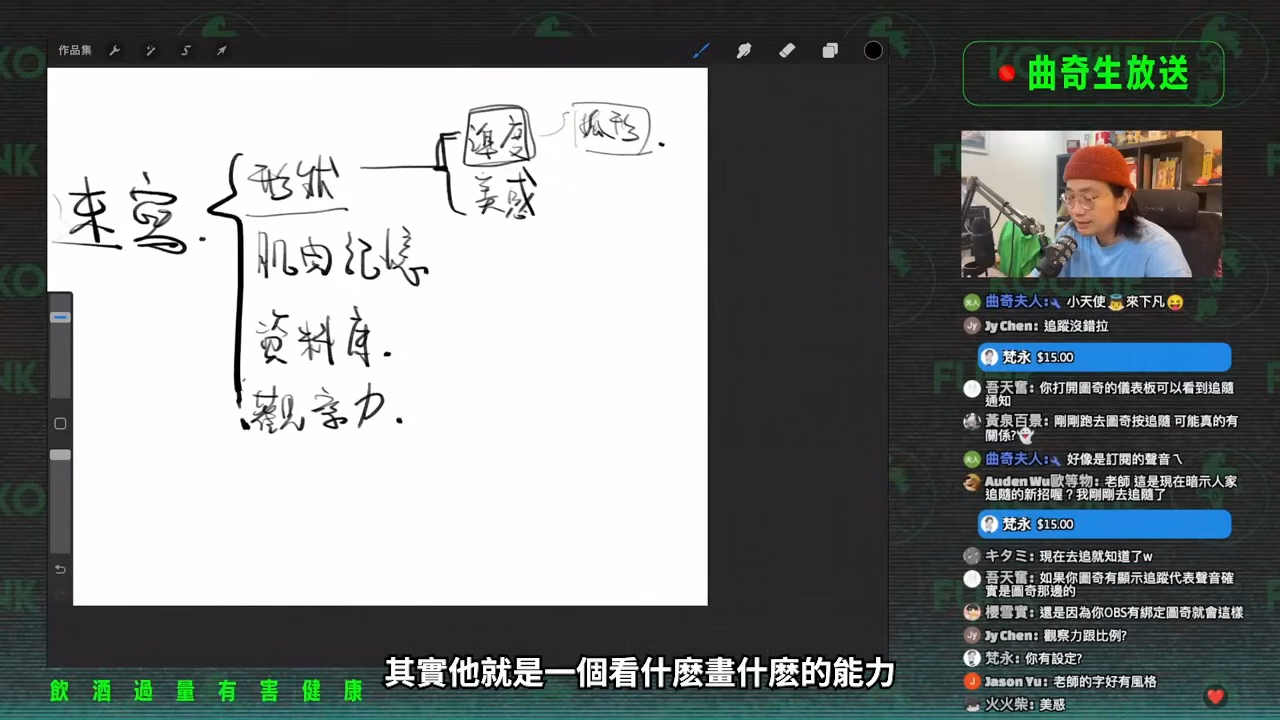 作品集
曲奇生放送
速寫.
形狀
準度
抓形.
美感
肌肉記憶
資料庫.
觀察力.
曲奇夫人: 小天使👼來下凡😝
Jy Chen: 追蹤沒錯拉
梵永 $15.00
吾天奮: 你打開圖奇的儀表板可以看到追隨
通知
黃泉百景: 剛剛跑去圖奇按追隨 可能真的有
關係?👻
曲奇夫人: 好像是訂閱的聲音ㄟ
Auden Wu歐等物: 老師 這是現在暗示人家
追隨的新招喔?我剛剛去追隨了
梵永 $15.00
キタミ: 現在去追就知道了w
吾天奮: 如果你圖奇有顯示追蹤代表聲音確
實是圖奇那邊的
櫻雪實: 還是因為你OBS有綁定圖奇就會這樣
Jy Chen: 觀察力跟比例?
梵永: 你有設定?
Jason Yu: 老師的字好有風格
火火柴: 美惑
其實他就是一個看什麼畫什麼的能力
飲酒過量有害健康